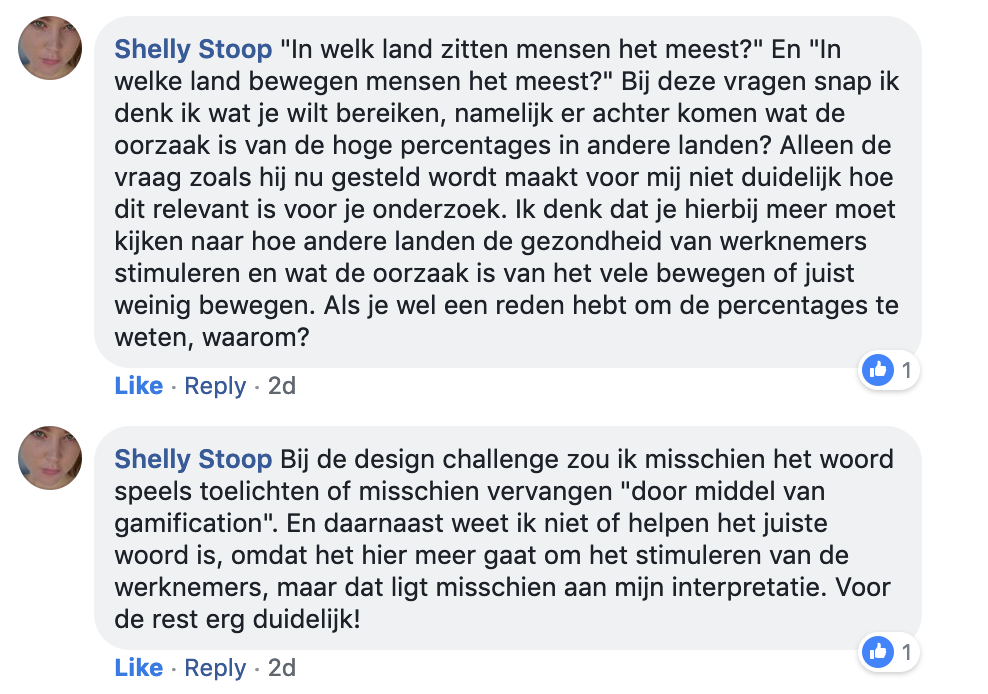 Shelly Stoop "In welk land zitten mensen het meest?" En "In
welke land bewegen mensen het meest?" Bij deze vragen snap ik
denk ik wat je wilt bereiken, namelijk er achter komen wat de
oorzaak is van de hoge percentages in andere landen? Alleen de
vraag zoals hij nu gesteld wordt maakt voor mij niet duidelijk hoe
dit relevant is voor je onderzoek. Ik denk dat je hierbij meer moet
kijken naar hoe andere landen de gezondheid van werknemers
stimuleren en wat de oorzaak is van het vele bewegen of juist
weinig bewegen. Als je wel een reden hebt om de percentages te
weten, waarom?
1
Like · Reply · 2d
Shelly Stoop Bij de design challenge zou ik misschien het woord
speels toelichten of misschien vervangen "door middel van
gamification". En daarnaast weet ik niet of helpen het juiste
woord is, omdat het hier meer gaat om het stimuleren van de
werknemers, maar dat ligt misschien aan mijn interpretatie. Voor
de rest erg duidelijk!
1
Like · Reply · 2d